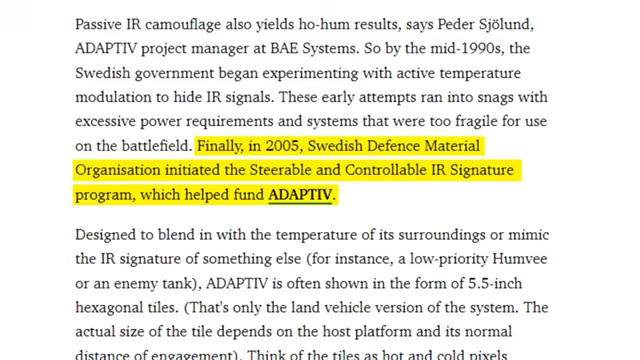 Passive IR camouflage also yields ho-hum results, says Peder Sjölund,
ADAPTIV project manager at BAE Systems. So by the mid-1990s, the
Swedish government began experimenting with active temperature
modulation to hide IR signals. These early attempts ran into snags with
excessive power requirements and systems that were too fragile for use
on the battlefield. Finally, in 2005, Swedish Defence Material
Organisation initiated the Steerable and Controllable IR Signature
program, which helped fund ADAPTIV.
Designed to blend in with the temperature of its surroundings or mimic
the IR signature of something else (for instance, a low-priority Humvee
or an enemy tank), ADAPTIV is often shown in the form of 5.5-inch
hexagonal tiles. (That's only the land vehicle version of the system. The
actual size of the tile depends on the host platform and its normal
distance of engagement). Think of the tiles as hot and cold pixels